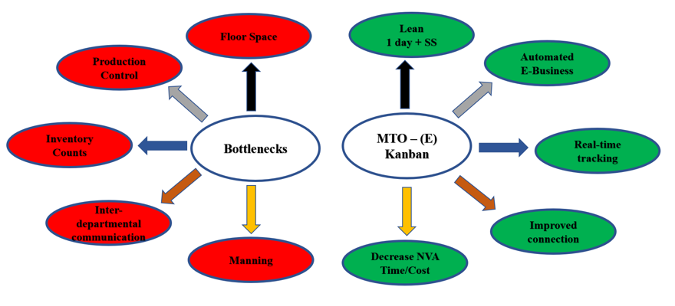 Floor Space
Production
Control
Inventory
Counts
Bottlenecks
Inter-
departmental
communication
Manning
Lean
1 day + SS
Automated
E-Business
MTO – (E)
Kanban
Real-time
tracking
Improved
connection
Decrease NVA
Time/Cost